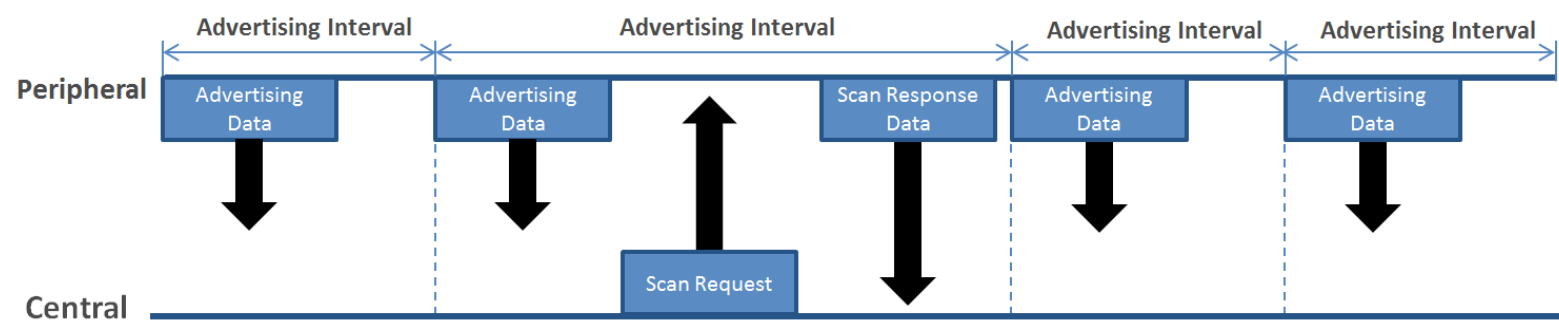 Advertising Interval
Advertising Interval
Advertising Interval
Advertising Interval
Peripheral
Advertising
Data
Advertising
Data
Scan Response
Data
Advertising
Data
Advertising
Data
Scan Request
Central